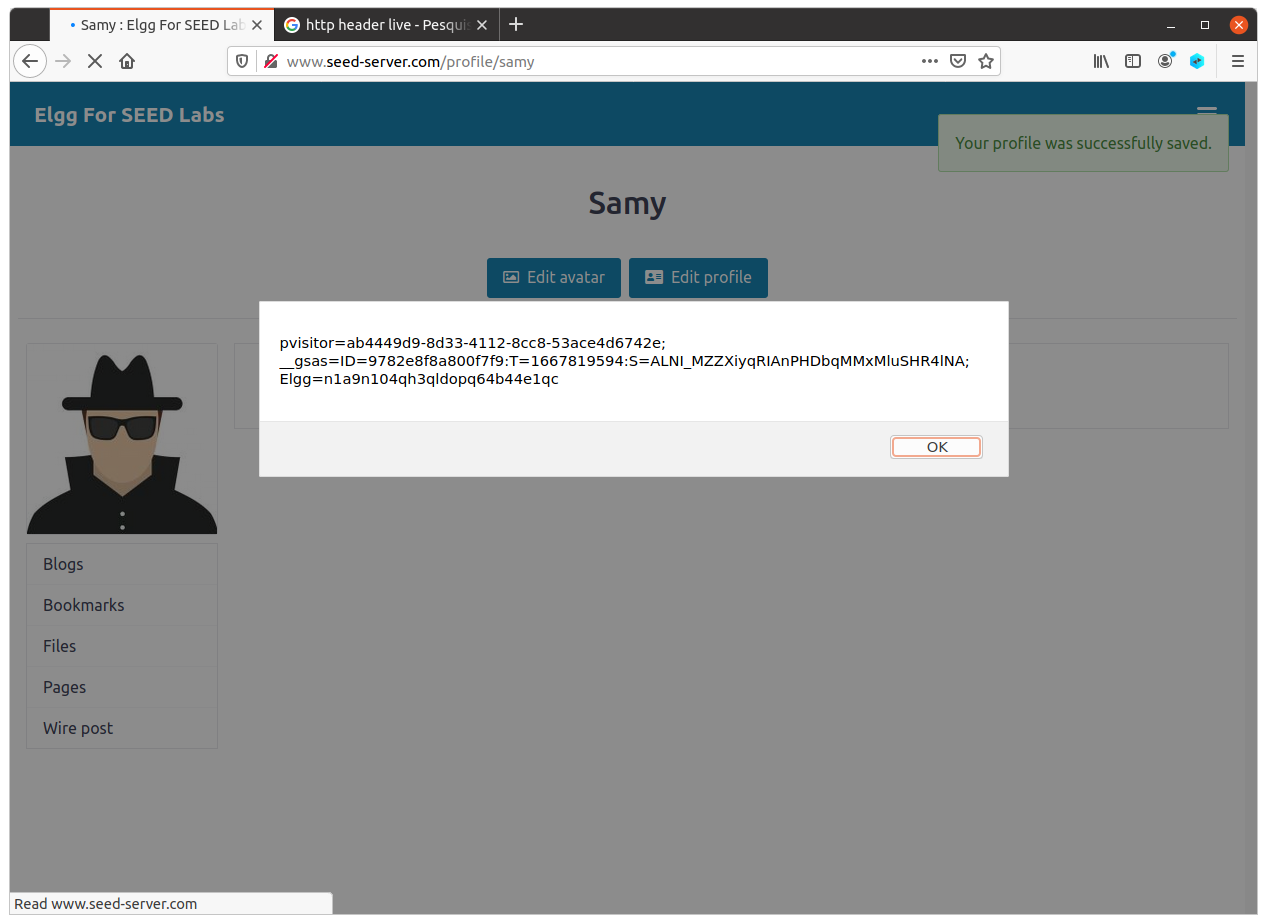 Samy : Elgg For SEED Lab
http header live - Pesquis
www.seed-server.com/profile/samy
Elgg For SEED Labs
Your profile was successfully saved.
Samy
Edit avatar
Edit profile
pvisitor=ab4449d9-8d33-4112-8cc8-53ace4d6742e;
__gsas=ID=9782e8f8a800f7f9:T=1667819594:S=ALNI_MZZXiyqRIAnPHDbqMMxMluSHR4lNA;
Elgg=n1a9n104qh3qldopq64b44e1qc
OK
Blogs
Bookmarks
Files
Pages
Wire post
Read www.seed-server.com